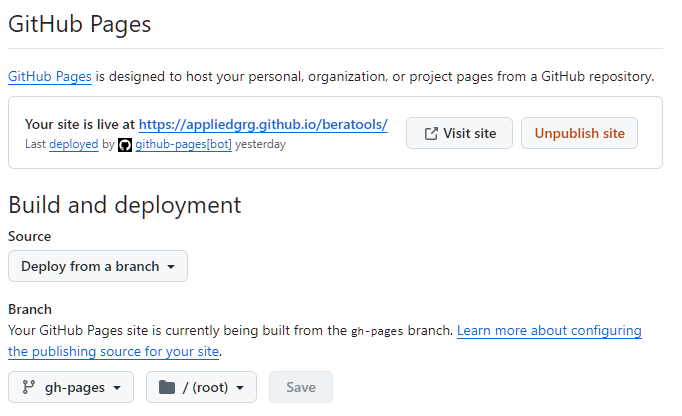 GitHub Pages
GitHub Pages is designed to host your personal, organization, or project pages from a GitHub repository.
Your site is live at https://appliedgrg.github.io/beratools/
Last deployed by github-pages[bot] yesterday
Visit site
Unpublish site
Build and deployment
Source
Deploy from a branch
Branch
Your GitHub Pages site is currently being built from the gh-pages branch. Learn more about configuring
the publishing source for your site.
gh-pages
/ (root)
Save